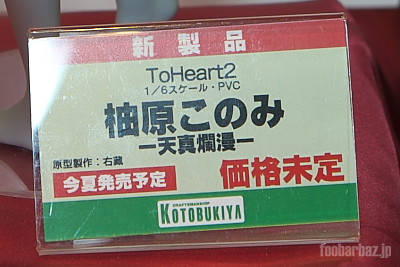 新製品
ToHeart2
1/6スケール・PVC
柚原このみ
ー天真爛漫ー
原型製作：右藏
今夏発売予定
価格未定
CRAFTSMANSHIP
KOTOBUKIYA
foobarbaz.jp